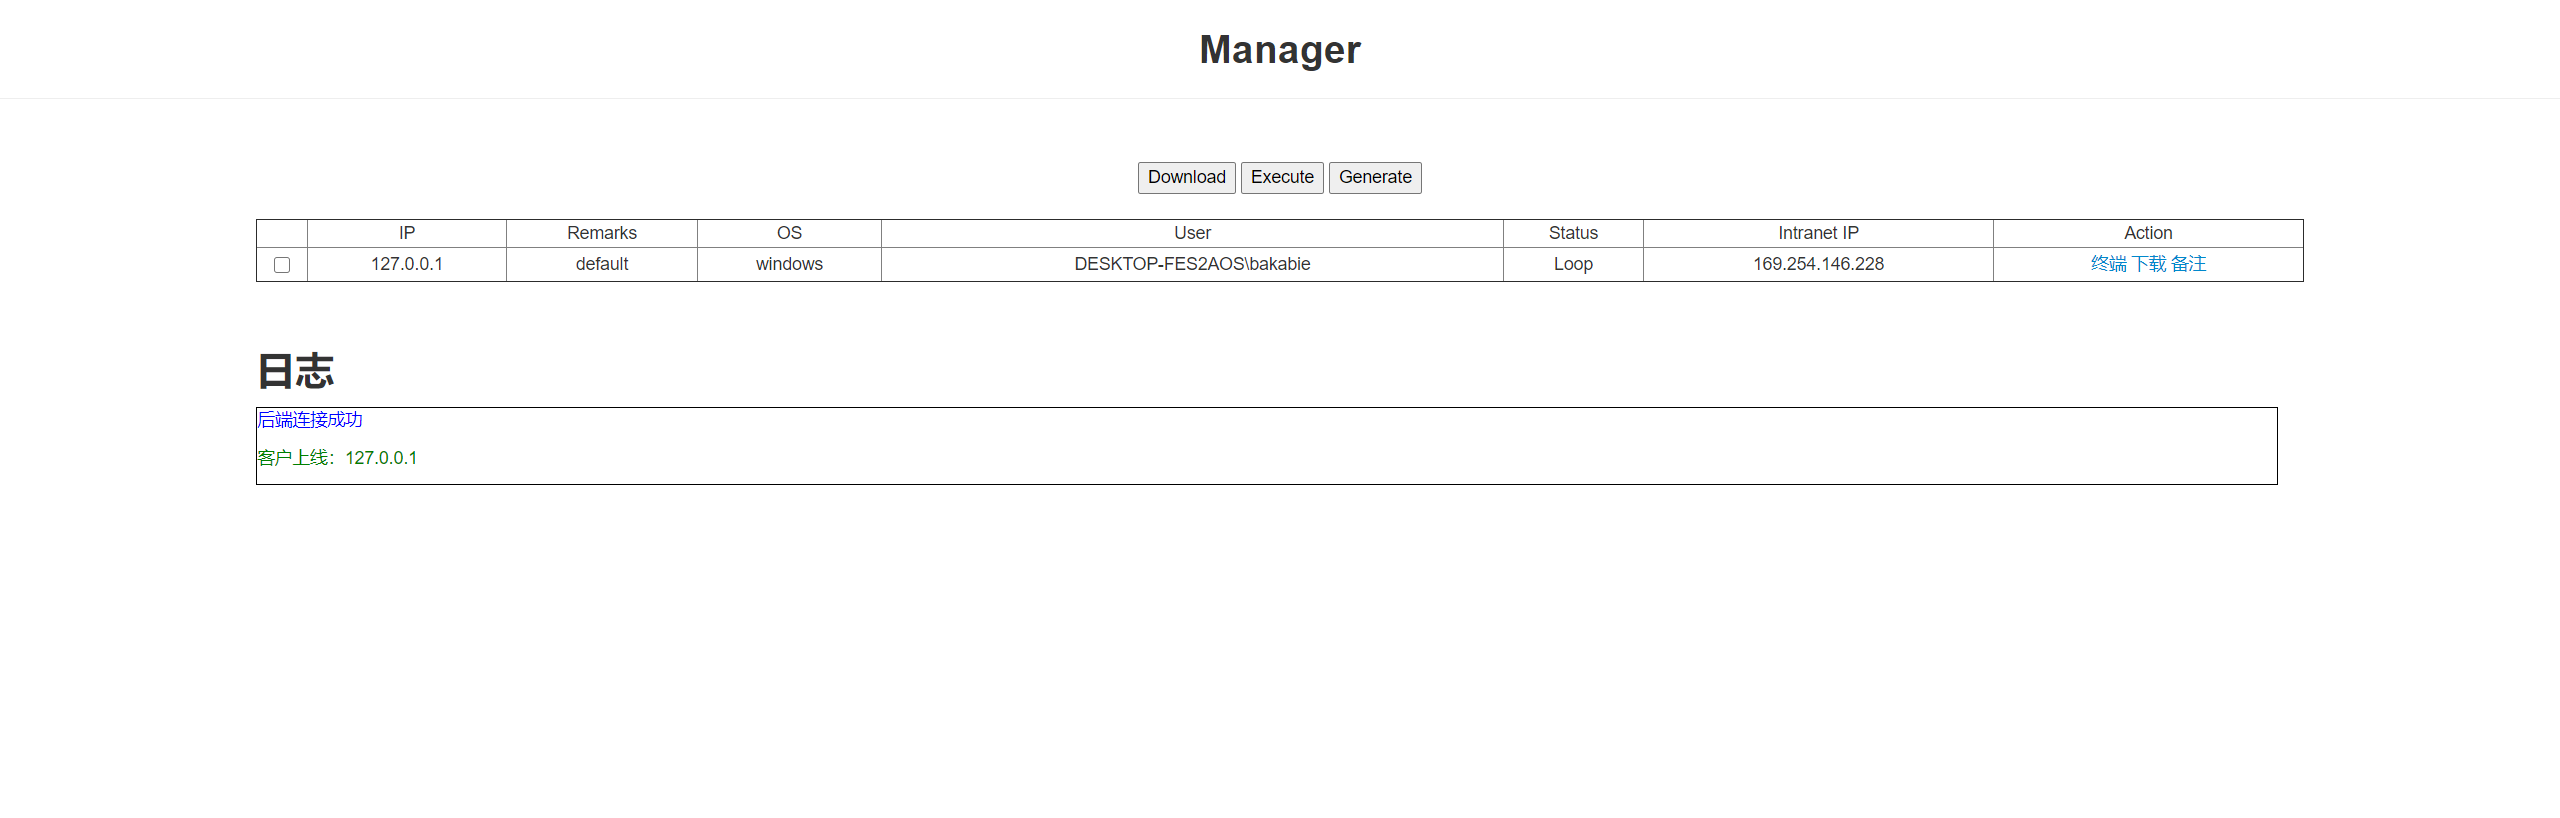 Manager
Download Execute Generate
IP Remarks OS User Status Intranet IP Action
127.0.0.1 default windows DESKTOP-FES2AOS\bakabie Loop 169.254.146.228 终端 下载 备注
日志
后端连接成功
客户上线：127.0.0.1